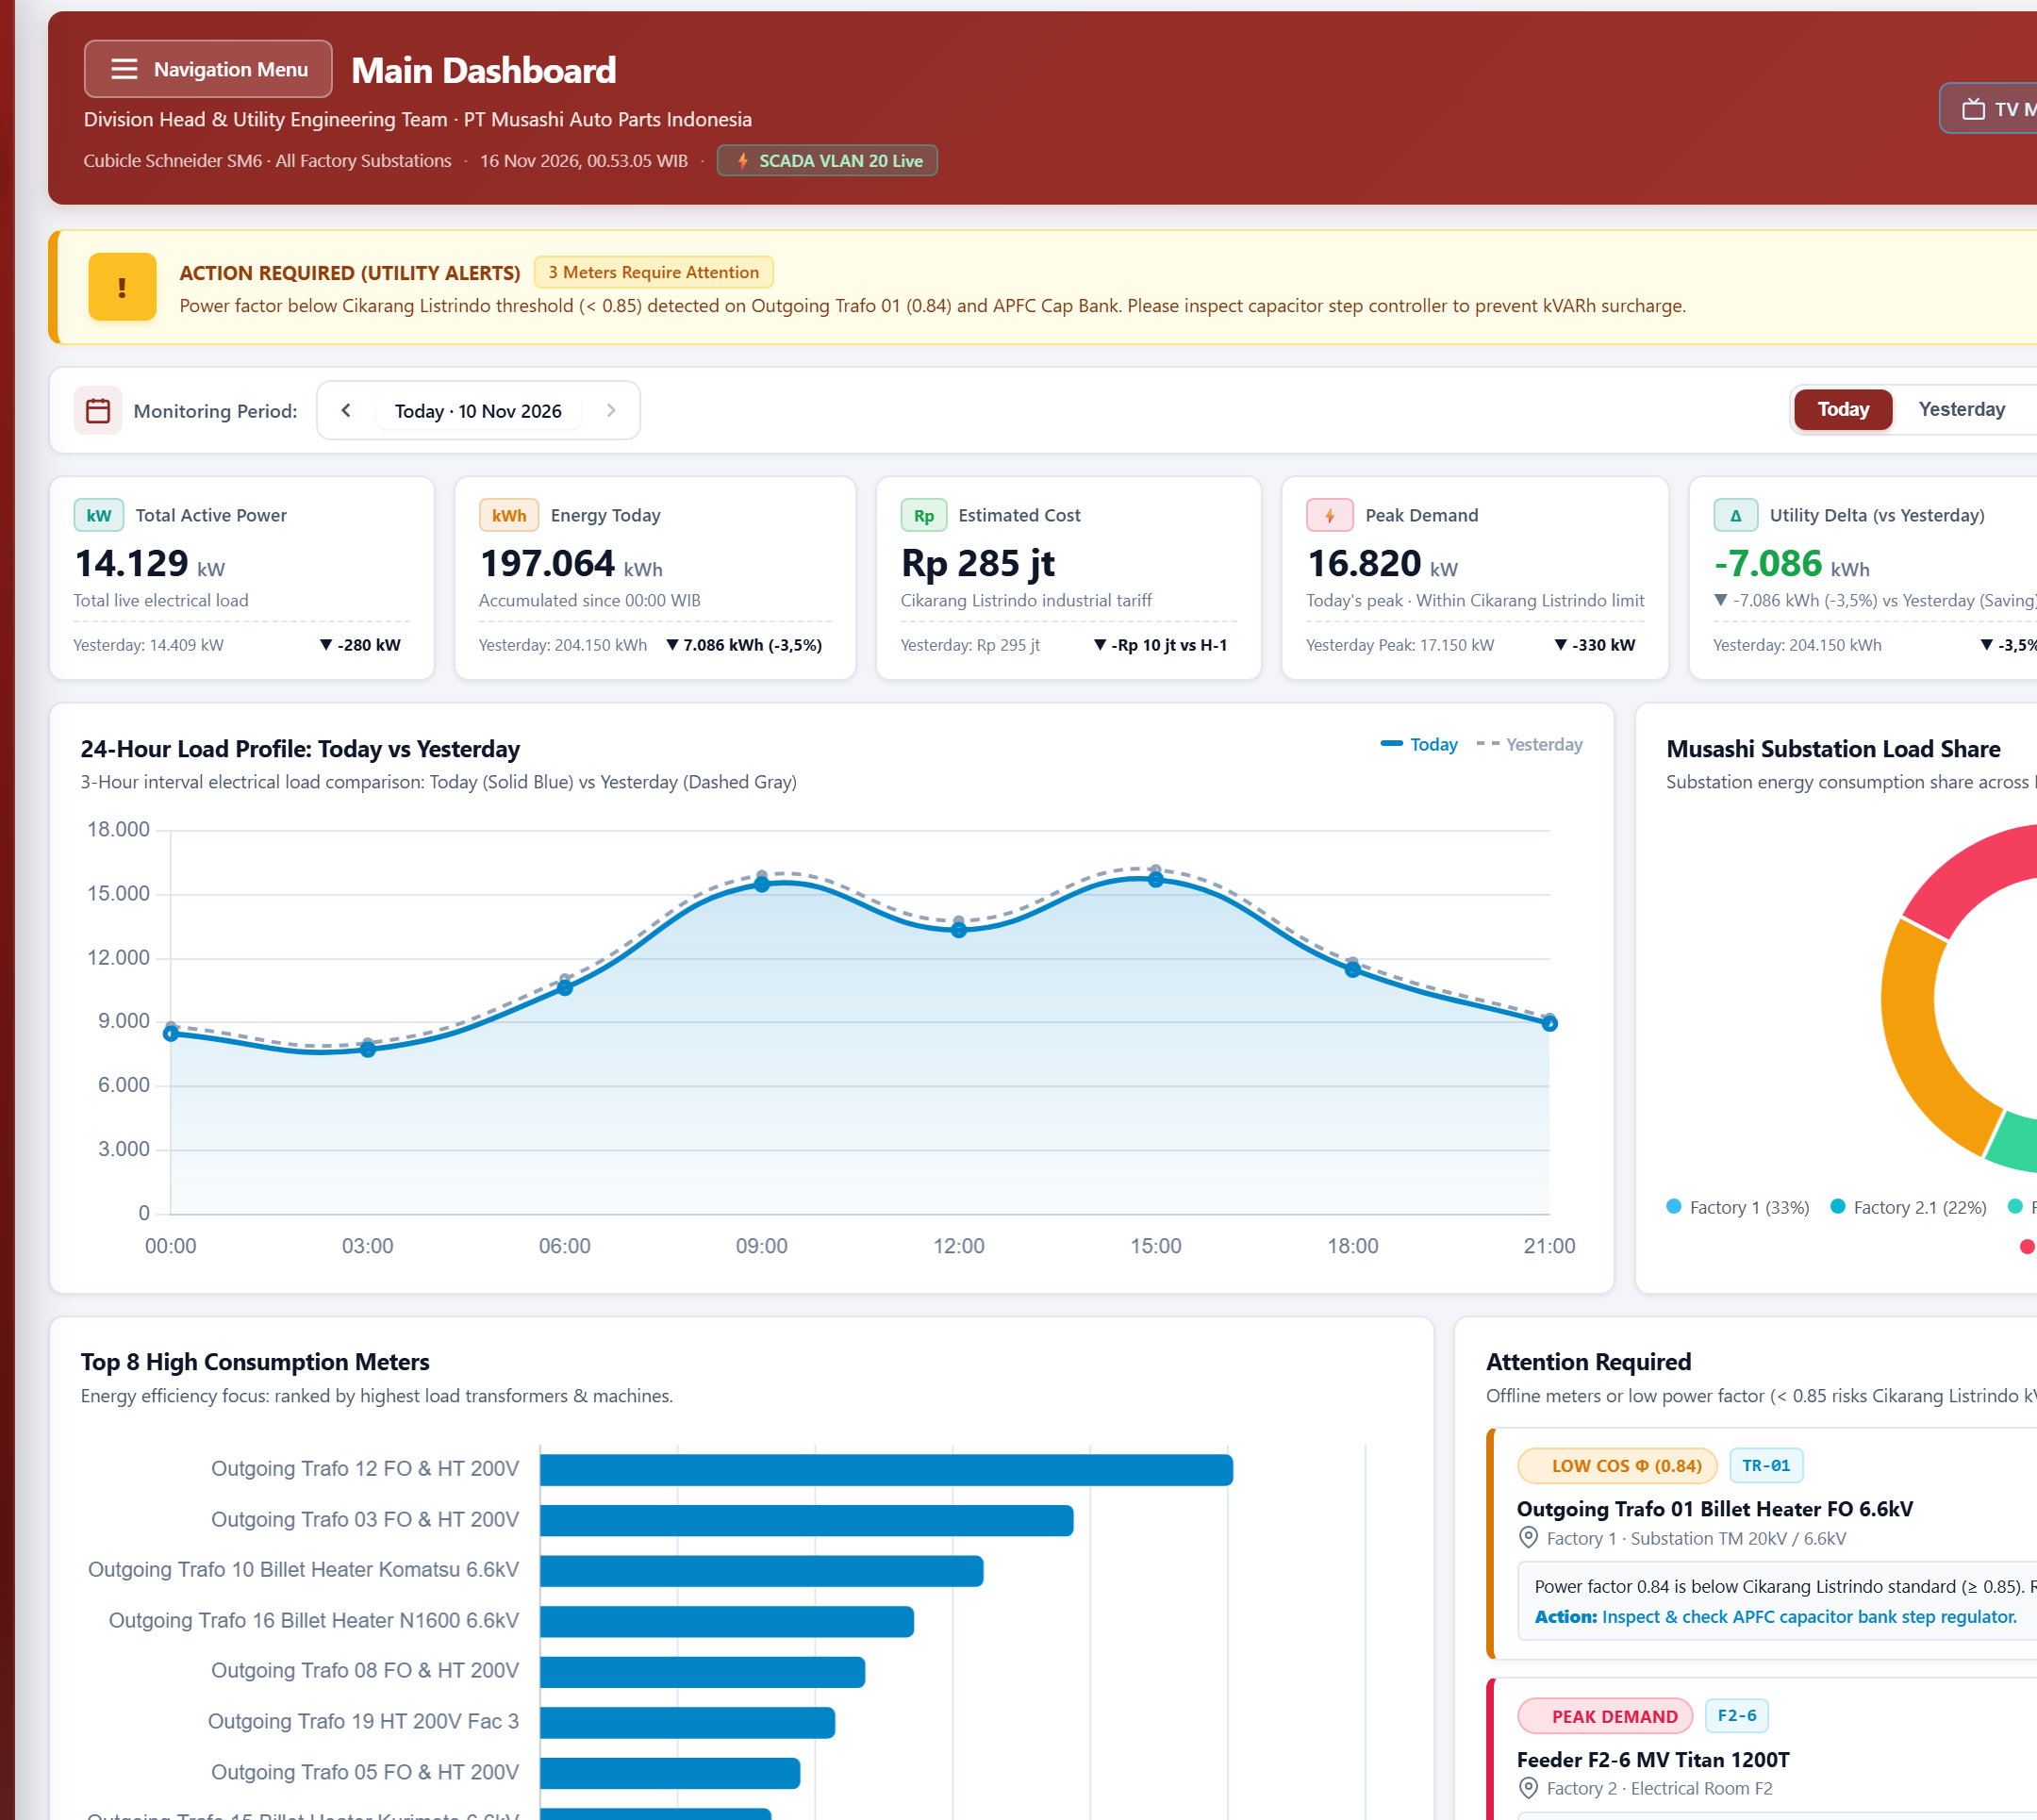 Navigation Menu
Main Dashboard
Division Head & Utility Engineering Team · PT Musashi Auto Parts Indonesia
Cubicle Schneider SM6 · All Factory Substations · 16 Nov 2026, 00.53.05 WIB · SCADA VLAN 20 Live
TV M
! ACTION REQUIRED (UTILITY ALERTS) 3 Meters Require Attention
Power factor below Cikarang Listrindo threshold (< 0.85) detected on Outgoing Trafo 01 (0.84) and APFC Cap Bank. Please inspect capacitor step controller to prevent kVARh surcharge.
Monitoring Period: Today · 10 Nov 2026
Today Yesterday
kW Total Active Power
14.129 kW
Total live electrical load
Yesterday: 14.409 kW ▼ -280 kW
kWh Energy Today
197.064 kWh
Accumulated since 00:00 WIB
Yesterday: 204.150 kWh ▼ 7.086 kWh (-3,5%)
Rp Estimated Cost
Rp 285 jt
Cikarang Listrindo industrial tariff
Yesterday: Rp 295 jt ▼ -Rp 10 jt vs H-1
Peak Demand
16.820 kW
Today's peak · Within Cikarang Listrindo limit
Yesterday Peak: 17.150 kW ▼ -330 kW
Δ Utility Delta (vs Yesterday)
-7.086 kWh
▼ -7.086 kWh (-3,5%) vs Yesterday (Saving)
Yesterday: 204.150 kWh ▼ -3,5%
24-Hour Load Profile: Today vs Yesterday
3-Hour interval electrical load comparison: Today (Solid Blue) vs Yesterday (Dashed Gray)
Today Yesterday
18.000
15.000
12.000
9.000
6.000
3.000
0
00:00 03:00 06:00 09:00 12:00 15:00 18:00 21:00
Musashi Substation Load Share
Substation energy consumption share across
Factory 1 (33%) Factory 2.1 (22%) F
Top 8 High Consumption Meters
Energy efficiency focus: ranked by highest load transformers & machines.
Outgoing Trafo 12 FO & HT 200V
Outgoing Trafo 03 FO & HT 200V
Outgoing Trafo 10 Billet Heater Komatsu 6.6kV
Outgoing Trafo 16 Billet Heater N1600 6.6kV
Outgoing Trafo 08 FO & HT 200V
Outgoing Trafo 19 HT 200V Fac 3
Outgoing Trafo 05 FO & HT 200V
Outgoing Trafo 15 Billet Heater Kurimoto 6.6kV
Attention Required
Offline meters or low power factor (< 0.85 risks Cikarang Listrindo kV
LOW COS Φ (0.84) TR-01
Outgoing Trafo 01 Billet Heater FO 6.6kV
Factory 1 · Substation TM 20kV / 6.6kV
Power factor 0.84 is below Cikarang Listrindo standard (≥ 0.85). R
Action: Inspect & check APFC capacitor bank step regulator.
PEAK DEMAND F2-6
Feeder F2-6 MV Titan 1200T
Factory 2 · Electrical Room F2